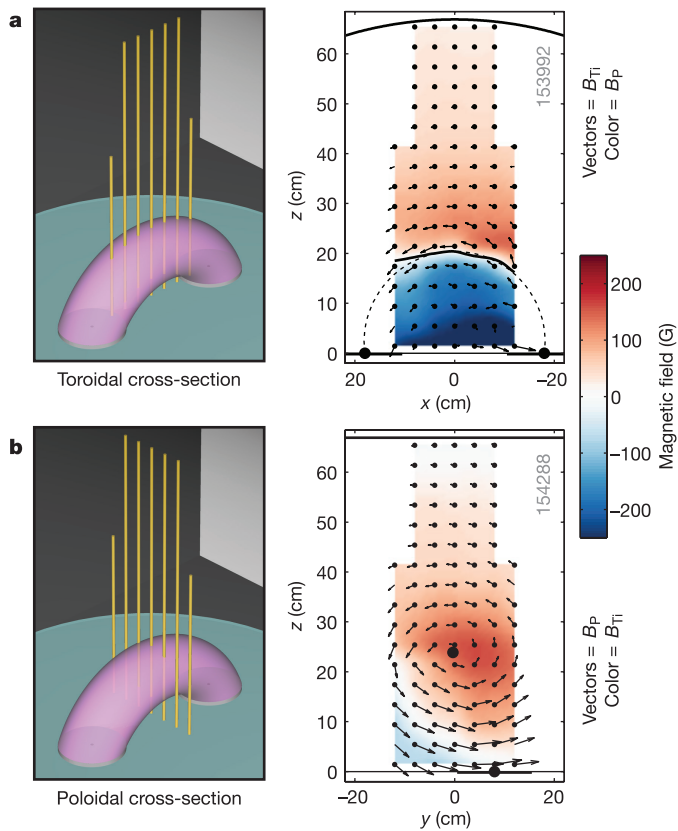 a
60
50
40
30
20
10
0
z (cm)
20
0
−20
x (cm)
153992
Vectors = BTi
Color = BP
Toroidal cross-section
200
100
0
−100
−200
Magnetic field (G)
b
60
50
40
30
20
10
0
z (cm)
−20
0
20
y (cm)
154288
Vectors = BP
Color = BTi
Poloidal cross-section